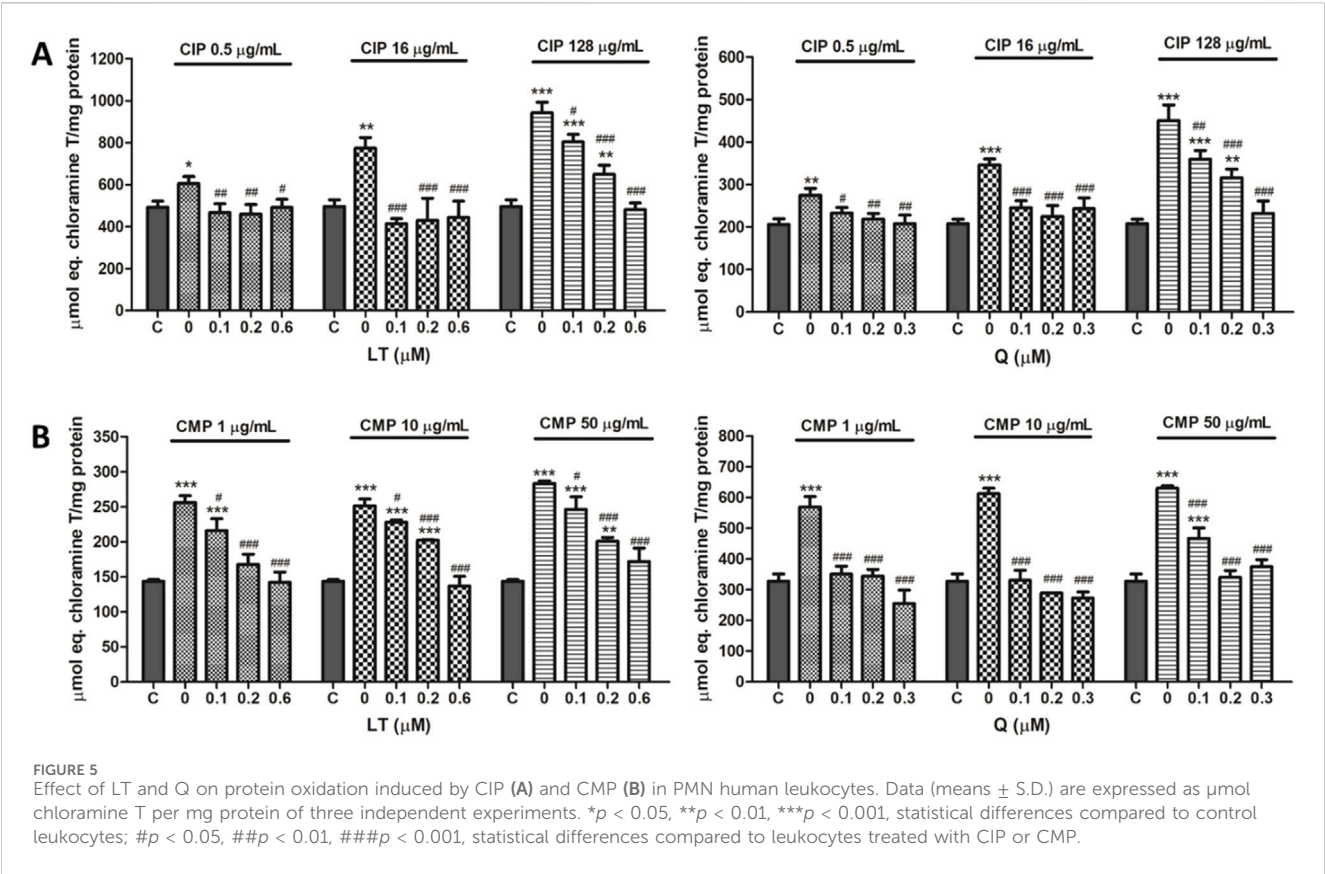 A
CIP 0.5 μg/mL
CIP 16 μg/mL
CIP 128 μg/mL
μmol eq. chloramine T/mg protein
1200
1000
800
600
400
200
0
*
##
##
#
**
###
###
###
***
#
***
###
**
###
C 0 0.1 0.2 0.6 C 0 0.1 0.2 0.6 C 0 0.1 0.2 0.6
LT (μM)
CIP 0.5 μg/mL
CIP 16 μg/mL
CIP 128 μg/mL
μmol eq. chloramine T/mg protein
600
500
400
300
200
100
0
**
#
##
##
***
###
###
###
***
##
***
###
**
###
C 0 0.1 0.2 0.3 C 0 0.1 0.2 0.3 C 0 0.1 0.2 0.3
Q (μM)
B
CMP 1 μg/mL
CMP 10 μg/mL
CMP 50 μg/mL
μmol eq. chloramine T/mg protein
350
300
250
200
150
100
50
0
***
#
***
###
###
***
#
***
###
***
###
***
#
***
###
**
###
C 0 0.1 0.2 0.6 C 0 0.1 0.2 0.6 C 0 0.1 0.2 0.6
LT (μM)
CMP 1 μg/mL
CMP 10 μg/mL
CMP 50 μg/mL
μmol eq. chloramine T/mg protein
800
700
600
500
400
300
200
100
0
***
###
###
###
***
###
###
###
***
###
***
###
###
C 0 0.1 0.2 0.3 C 0 0.1 0.2 0.3 C 0 0.1 0.2 0.3
Q (μM)
FIGURE 5
Effect of LT and Q on protein oxidation induced by CIP (A) and CMP (B) in PMN human leukocytes. Data (means ± S.D.) are expressed as μmol
chloramine T per mg protein of three independent experiments. *p < 0.05, **p < 0.01, ***p < 0.001, statistical differences compared to control
leukocytes; #p < 0.05, ##p < 0.01, ###p < 0.001, statistical differences compared to leukocytes treated with CIP or CMP.